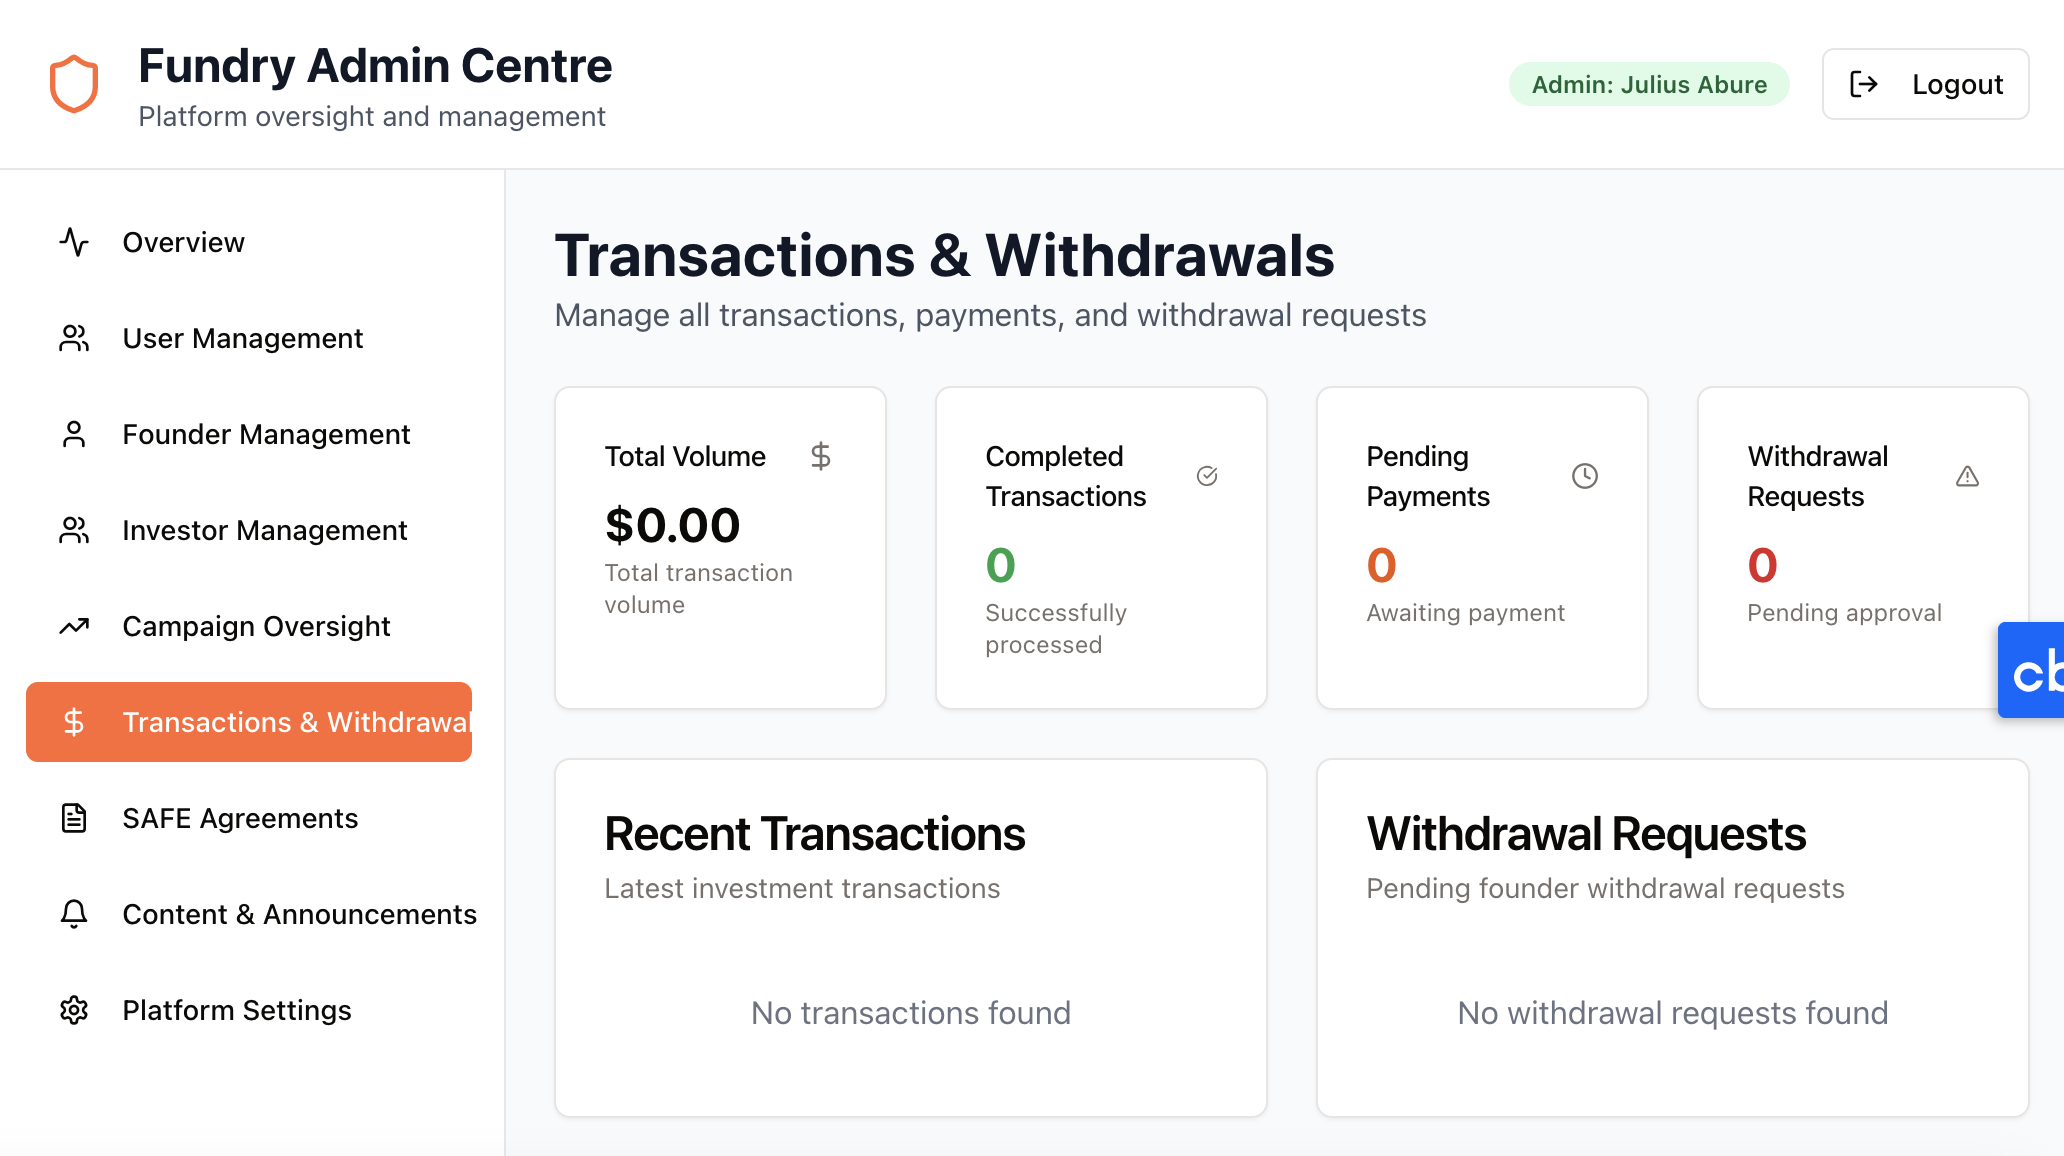 Fundry Admin Centre
Platform oversight and management
Admin: Julius Abure
Logout
Overview
User Management
Founder Management
Investor Management
Campaign Oversight
Transactions & Withdrawal
SAFE Agreements
Content & Announcements
Platform Settings
Transactions & Withdrawals
Manage all transactions, payments, and withdrawal requests
Total Volume
$0.00
Total transaction
volume
Completed
Transactions
0
Successfully
processed
Pending
Payments
0
Awaiting payment
Withdrawal
Requests
0
Pending approval
cb
Recent Transactions
Latest investment transactions
No transactions found
Withdrawal Requests
Pending founder withdrawal requests
No withdrawal requests found